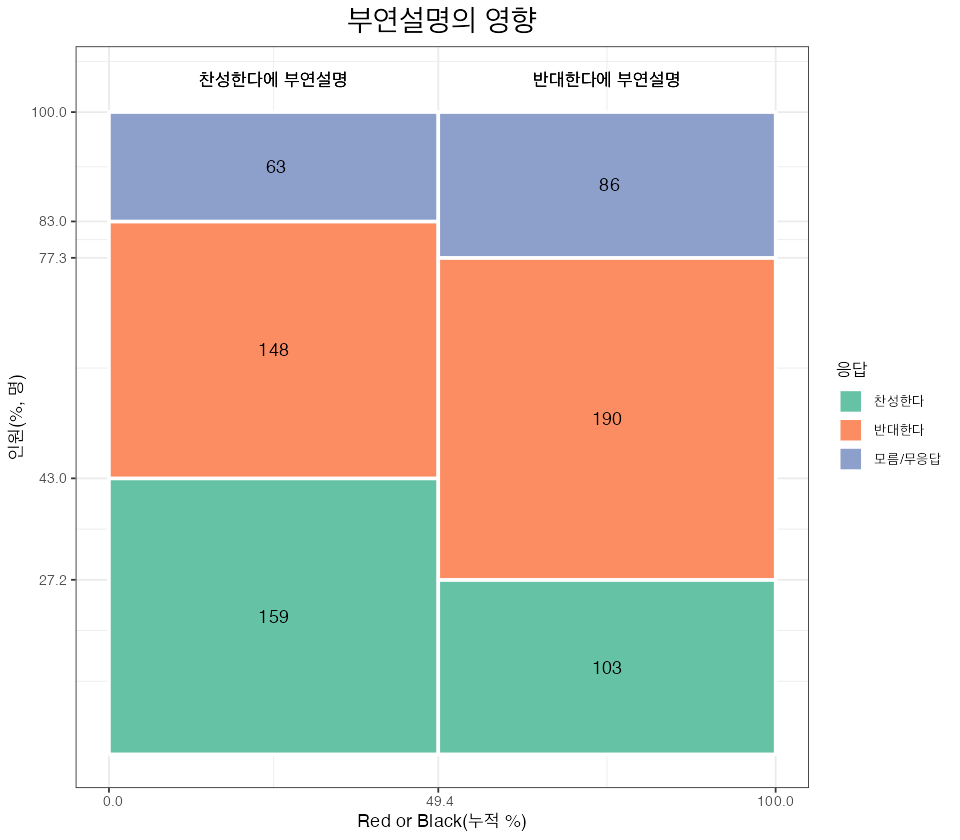 부연설명의 영향
찬성한다에 부연설명
반대한다에 부연설명
100.0
83.0
77.3
43.0
27.2
인원(%, 명)
63
86
148
190
159
103
0.0
49.4
100.0
Red or Black(누적 %)
응답
찬성한다
반대한다
모름/무응답